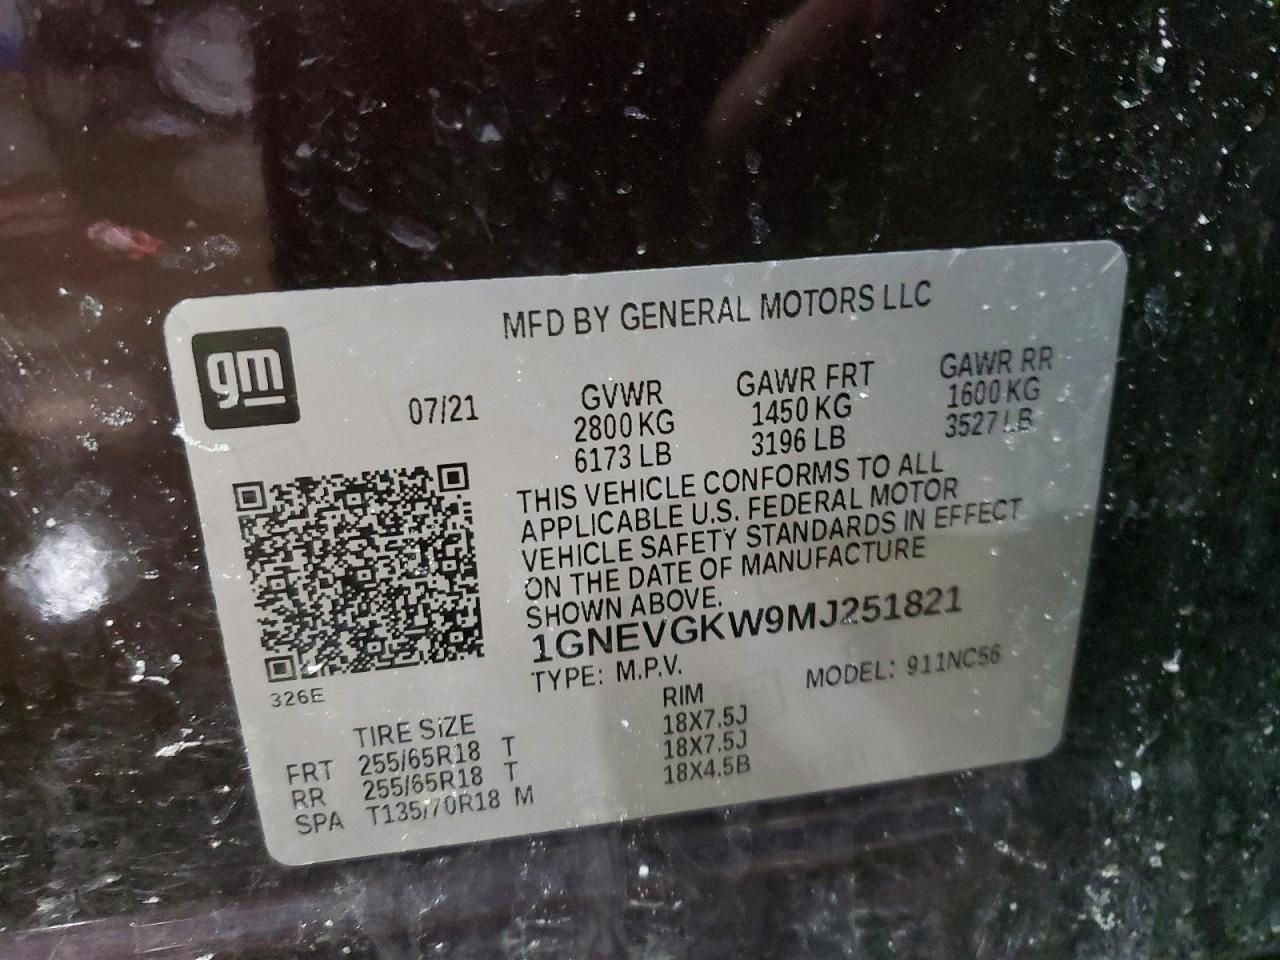 MFD BY GENERAL MOTORS LLC
gm
07/21
GVWR GAWR FRT GAWR RR
2800 KG 1450 KG 1600 KG
6173 LB 3196 LB 3527 LB
THIS VEHICLE CONFORMS TO ALL
APPLICABLE U.S. FEDERAL MOTOR
VEHICLE SAFETY STANDARDS IN EFFECT
ON THE DATE OF MANUFACTURE
SHOWN ABOVE.
1GNEVGKW9MJ251821
TYPE: M.P.V. MODEL: 911NC56
326E
TIRE SIZE RIM
FRT 255/65R18 T 18X7.5J
RR 255/65R18 T 18X7.5J
SPA T135/70R18 M 18X4.5B